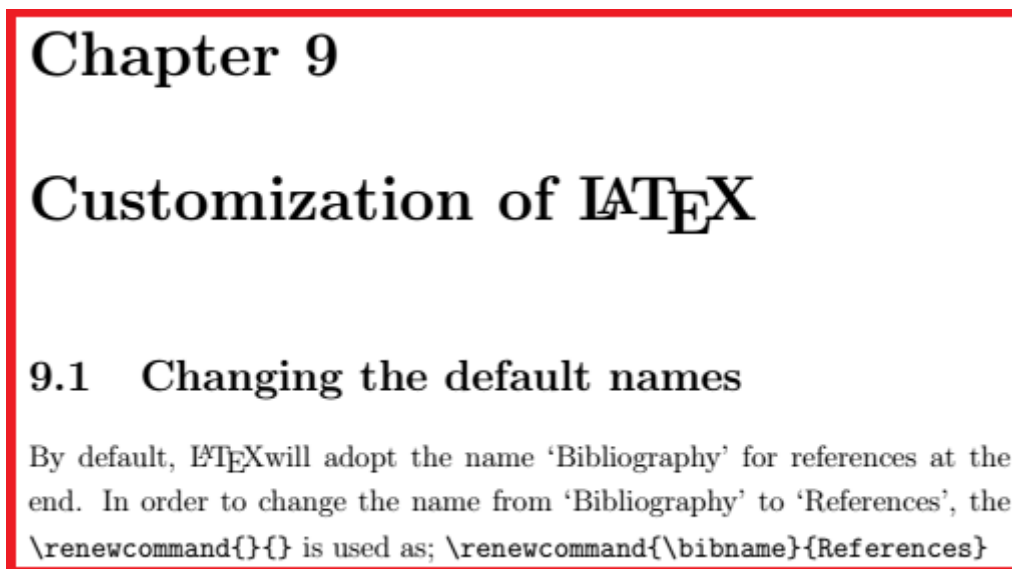 Chapter 9
Customization of LATEX
9.1 Changing the default names
By default, LATEXwill adopt the name ‘Bibliography’ for references at the
end. In order to change the name from ‘Bibliography’ to ‘References’, the
\renewcommand{}{} is used as; \renewcommand{\bibname}{References}